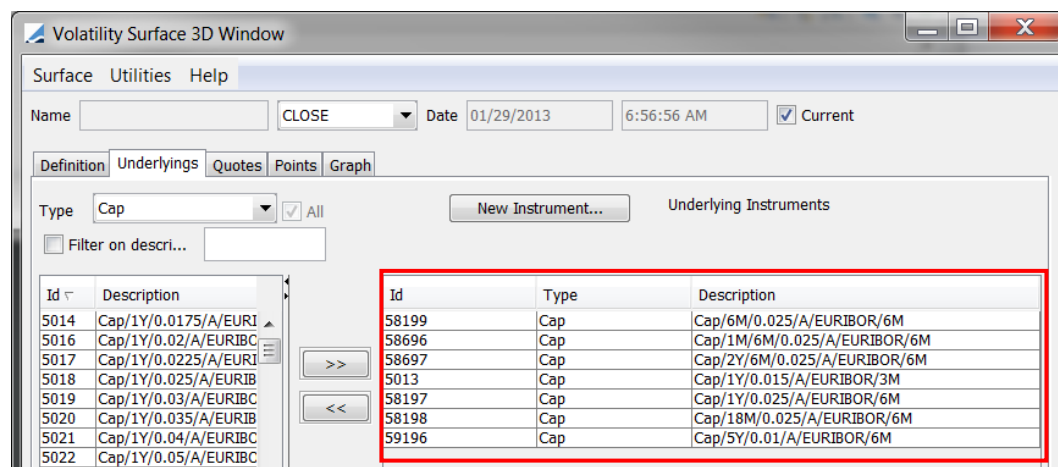 Volatility Surface 3D Window
Surface Utilities Help
Name CLOSE Date 01/29/2013 6:56:56 AM Current
Definition Underlyings Quotes Points Graph
Type Cap All New Instrument... Underlying Instruments
Filter on descri...
Id Description
5014 Cap/1Y/0.0175/A/EURI
5016 Cap/1Y/0.02/A/EURIBC
5017 Cap/1Y/0.0225/A/EURI
5018 Cap/1Y/0.025/A/EURIB
5019 Cap/1Y/0.03/A/EURIBC
5020 Cap/1Y/0.035/A/EURIB
5021 Cap/1Y/0.04/A/EURIBC
5022 Cap/1Y/0.05/A/EURIBC
>>
<<
Id Type Description
58199 Cap Cap/6M/0.025/A/EURIBOR/6M
58696 Cap Cap/1M/6M/0.025/A/EURIBOR/6M
58697 Cap Cap/2Y/6M/0.025/A/EURIBOR/6M
5013 Cap Cap/1Y/0.015/A/EURIBOR/3M
58197 Cap Cap/1Y/0.025/A/EURIBOR/6M
58198 Cap Cap/18M/0.025/A/EURIBOR/6M
59196 Cap Cap/5Y/0.01/A/EURIBOR/6M